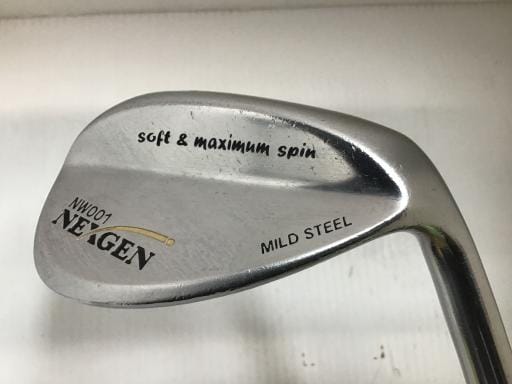 soft & maximum spin
NW001
NEXGEN
MILD STEEL